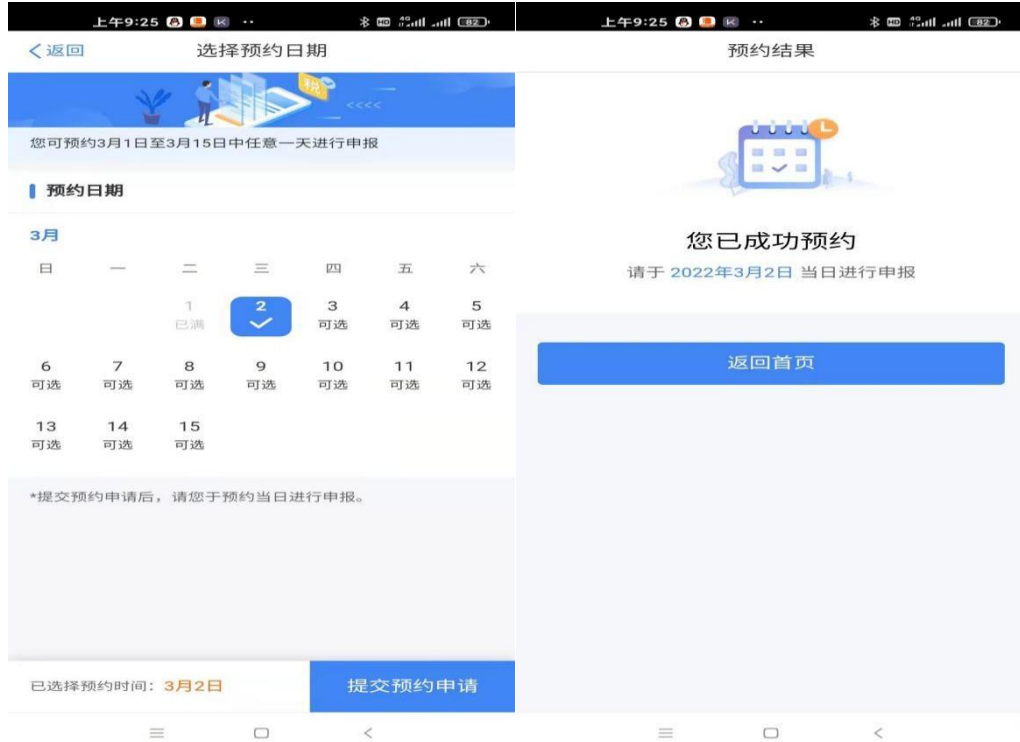 上午9:25
82
返回
选择预约日期
税
<<<<
您可预约3月1日至3月15日中任意一天进行申报
预约日期
3月
日 一 二 三 四 五 六
1 2 3 4 5
已满 可选 可选 可选
6 7 8 9 10 11 12
可选 可选 可选 可选 可选 可选 可选
13 14 15
可选 可选 可选
*提交预约申请后，请您于预约当日进行申报。
已选择预约时间：3月2日
提交预约申请
上午9:25
82
预约结果
您已成功预约
请于 2022年3月2日 当日进行申报
返回首页